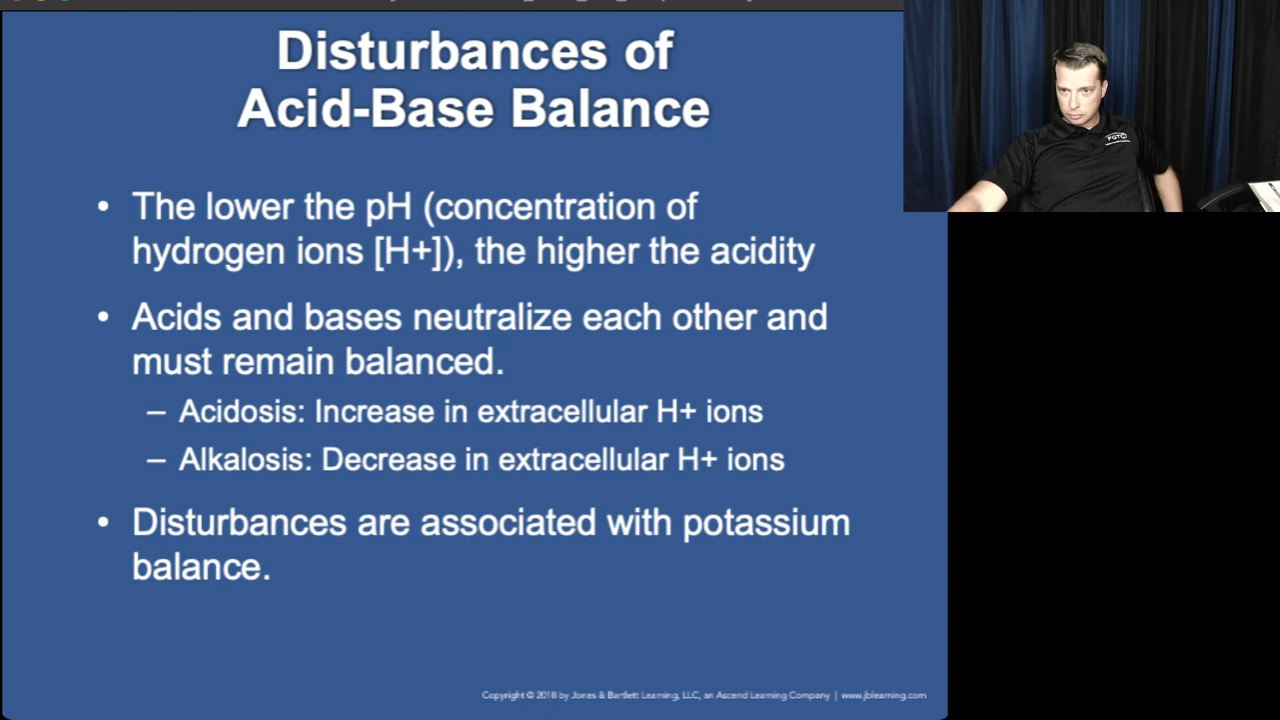 Disturbances of
Acid-Base Balance
• The lower the pH (concentration of
hydrogen ions [H+]), the higher the acidity
• Acids and bases neutralize each other and
must remain balanced.
– Acidosis: Increase in extracellular H+ ions
– Alkalosis: Decrease in extracellular H+ ions
• Disturbances are associated with potassium
balance.
Copyright © 2018 by Jones & Bartlett Learning, LLC, an Ascend Learning Company | www.jblearning.com